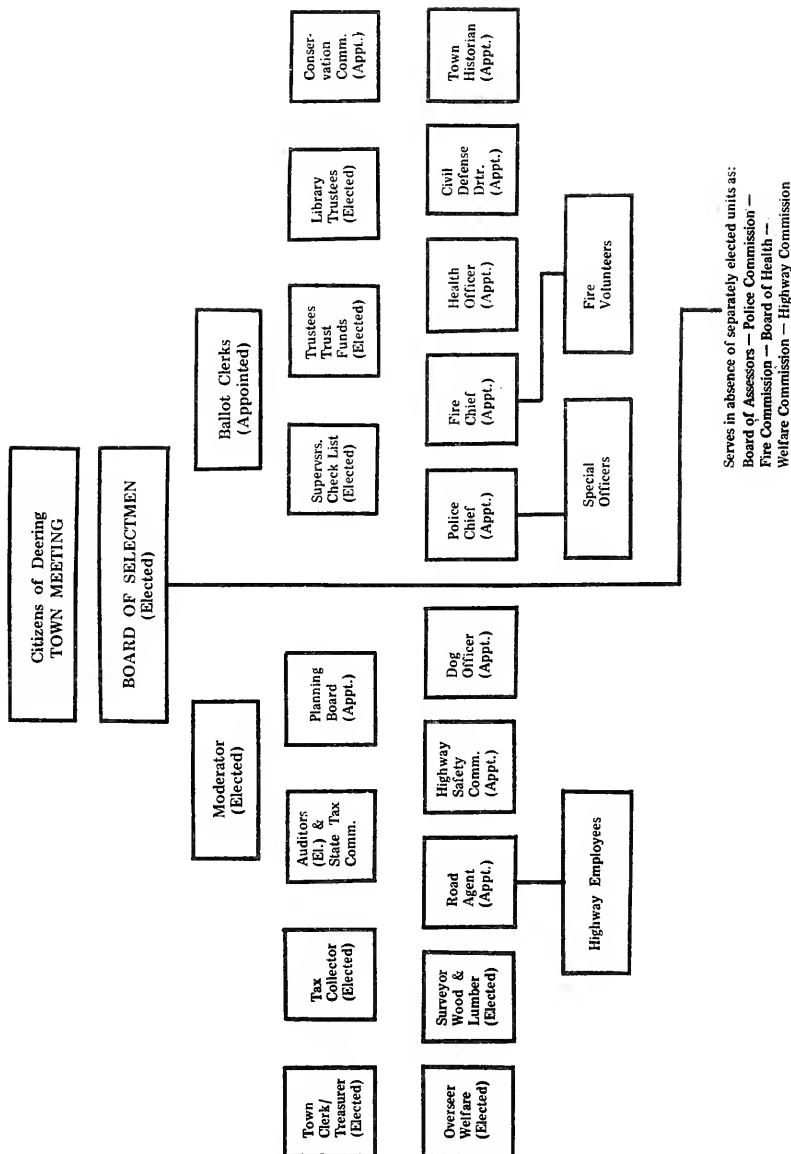 Citizens of Deering
TOWN MEETING
BOARD OF SELECTMEN
(Elected)
Moderator
(Elected)
Ballot Clerks
(Appointed)
Town
Clerk/
Treasurer
(Elected)
Tax
Collector
(Elected)
Auditors
(El.) &
State Tax
Comm.
Planning
Board
(Appt.)
Supervsrs.
Check List
(Elected)
Trustees
Trust
Funds
(Elected)
Library
Trustees
(Elected)
Conser-
vation
Comm.
(Appt.)
Overseer
Welfare
(Elected)
Surveyor
Wood &
Lumber
(Elected)
Road
Agent
(Appt.)
Highway
Safety
Comm.
(Appt.)
Dog
Officer
(Appt.)
Police
Chief
(Appt.)
Fire
Chief
(Appt.)
Health
Officer
(Appt.)
Civil
Defense
Drtr.
(Appt.)
Town
Historian
(Appt.)
Highway Employees
Special
Officers
Fire
Volunteers
Serves in absence of separately elected units as:
Board of Assessors — Police Commission —
Fire Commission — Board of Health —
Welfare Commission — Highway Commission